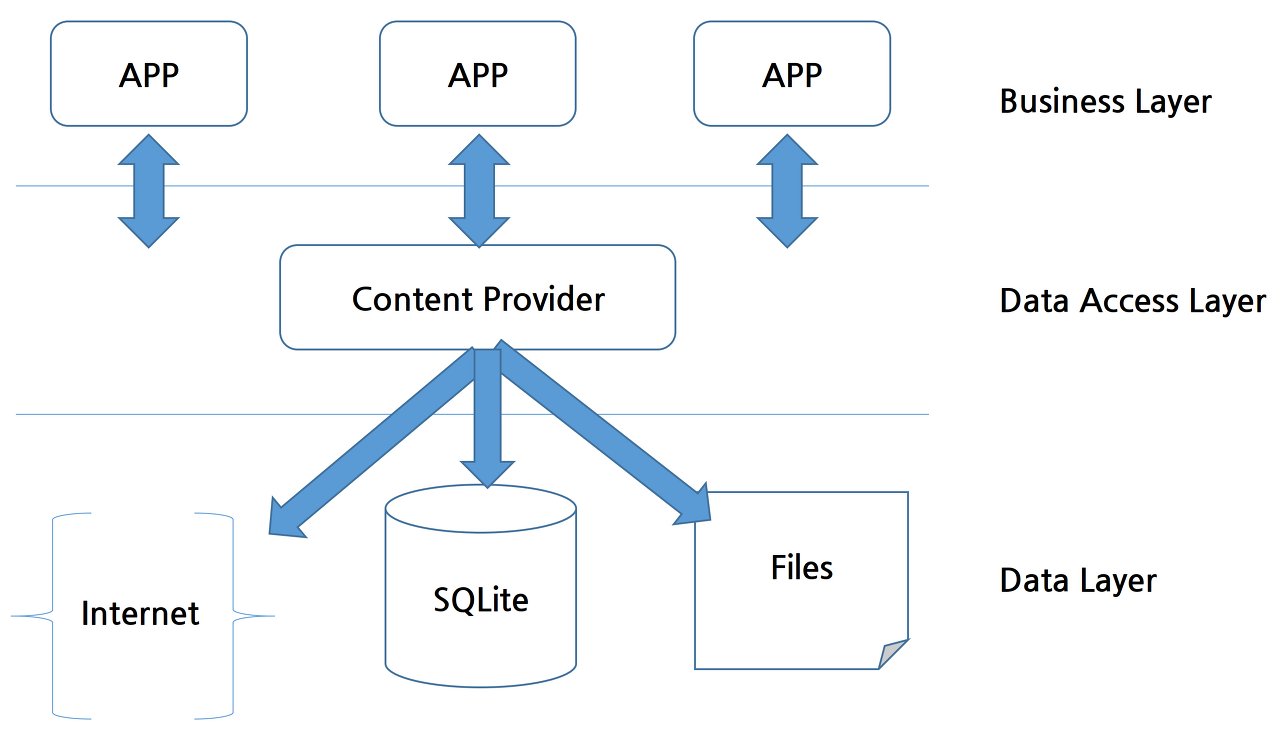 APP
APP
APP
Business Layer
Content Provider
Data Access Layer
Internet
SQLite
Files
Data Layer